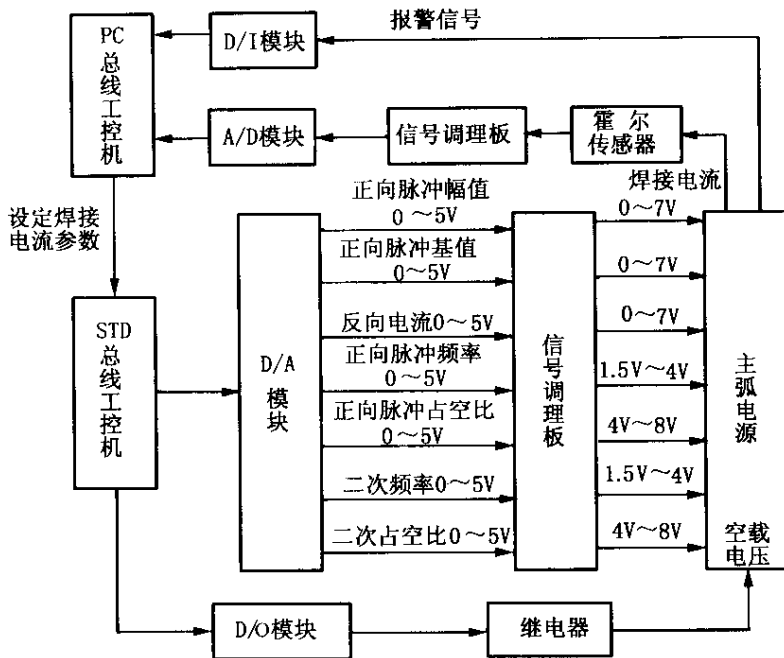 报警信号
PC
总
线
工
控
机
D/I模块
A/D模块
信号调理板
霍 尔
传感器
焊接电流
设定焊接
电流参数
正向脉冲幅值
0～5V
正向脉冲基值
0～5V
反向电流0～5V
正向脉冲频率
0～5V
正向脉冲占空比
0～5V
二次频率0～5V
二次占空比0～5V
STD
总
线
工
控
机
D/A
模
块
信
号
调
理
板
0～7V
0～7V
0～7V
1.5V～4V
4V～8V
1.5V～4V
4V～8V
主
弧
电
源
空载
电压
D/O模块
继电器